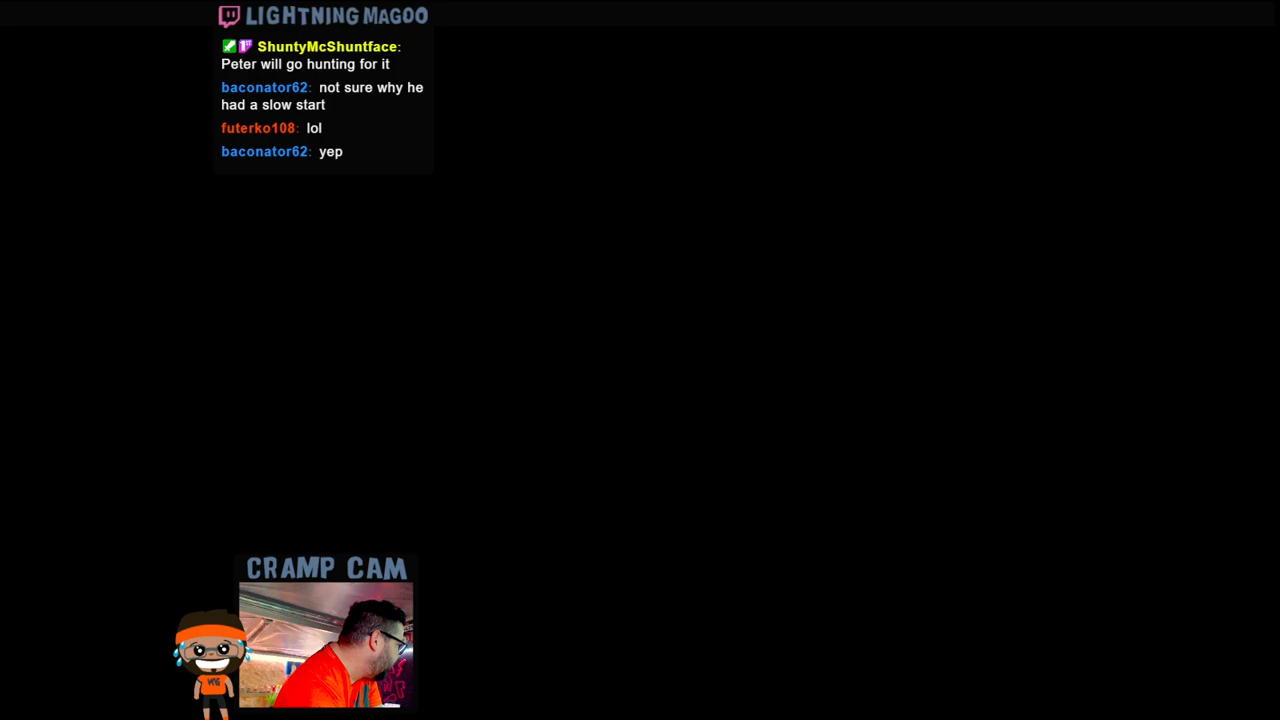 LIGHTNING MAGOO
ShuntyMcShuntface:
Peter will go hunting for it
baconator62: not sure why he
had a slow start
futerko108: lol
baconator62: yep
CRAMP CAM